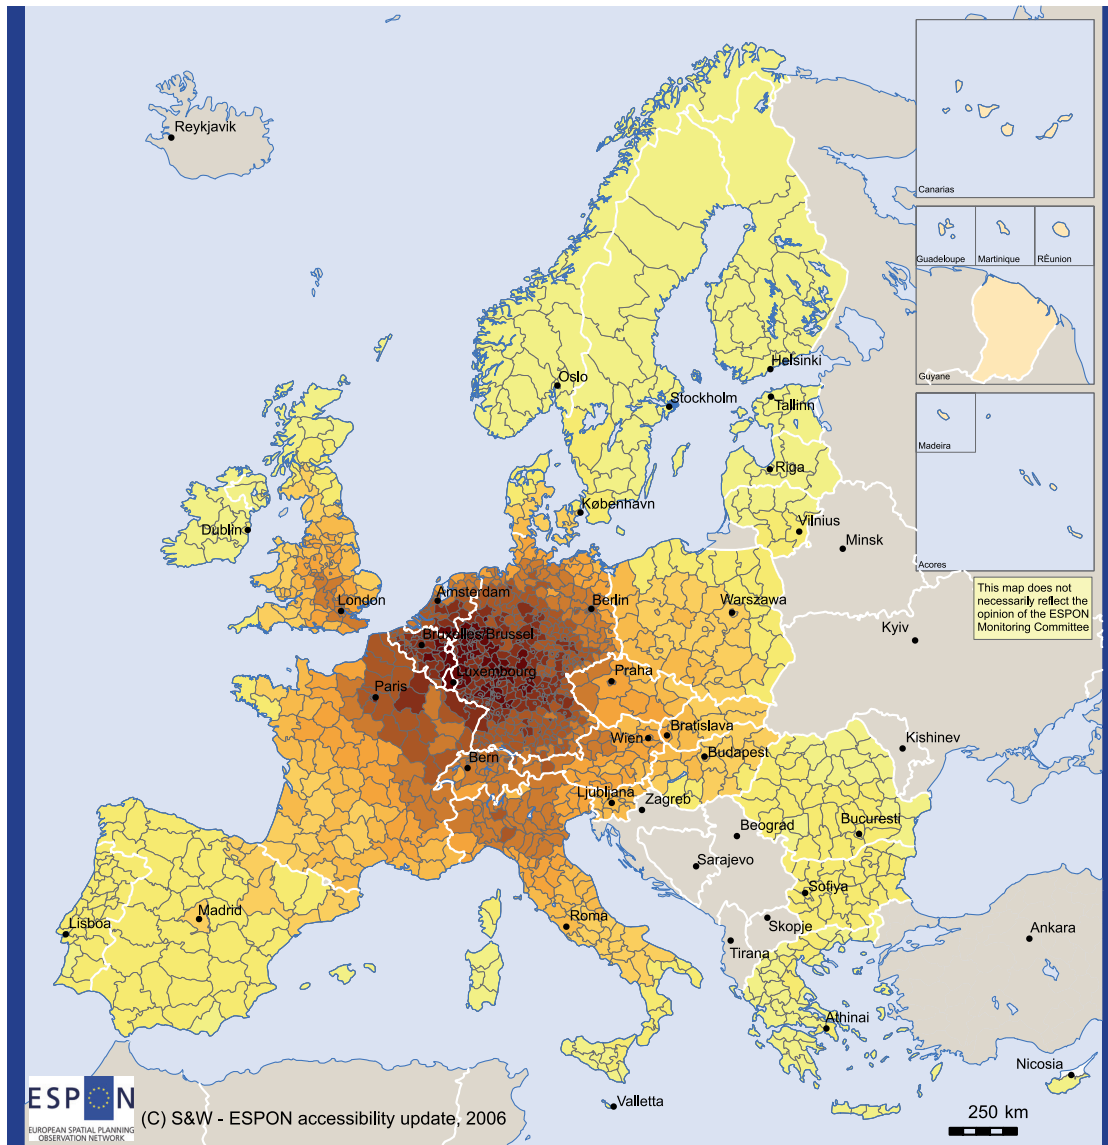 Reykjavik
Canarias
Guadeloupe
Martinique
RÈunion
Guyane
Helsinki
Oslo
Stockholm
Tallinn
Madeira
Riga
København
Dublin
Vilnius
Minsk
Acores
This map does not
necessarily reflect the
opinion of the ESPON
Monitoring Committee
Amsterdam
London
Berlin
Warszawa
Bruxelles/Brussel
Kyiv
Luxembourg
Praha
Paris
Bratislava
Wien
Kishinev
Bern
Budapest
Ljubljana
Zagreb
Beograd
Bucuresti
Sarajevo
Sofiya
Madrid
Lisboa
Roma
Skopje
Ankara
Tirana
Athinai
Nicosia
Valletta
ESPON
EUROPEAN SPATIAL PLANNING
OBSERVATION NETWORK
(C) S&W - ESPON accessibility update, 2006
250 km